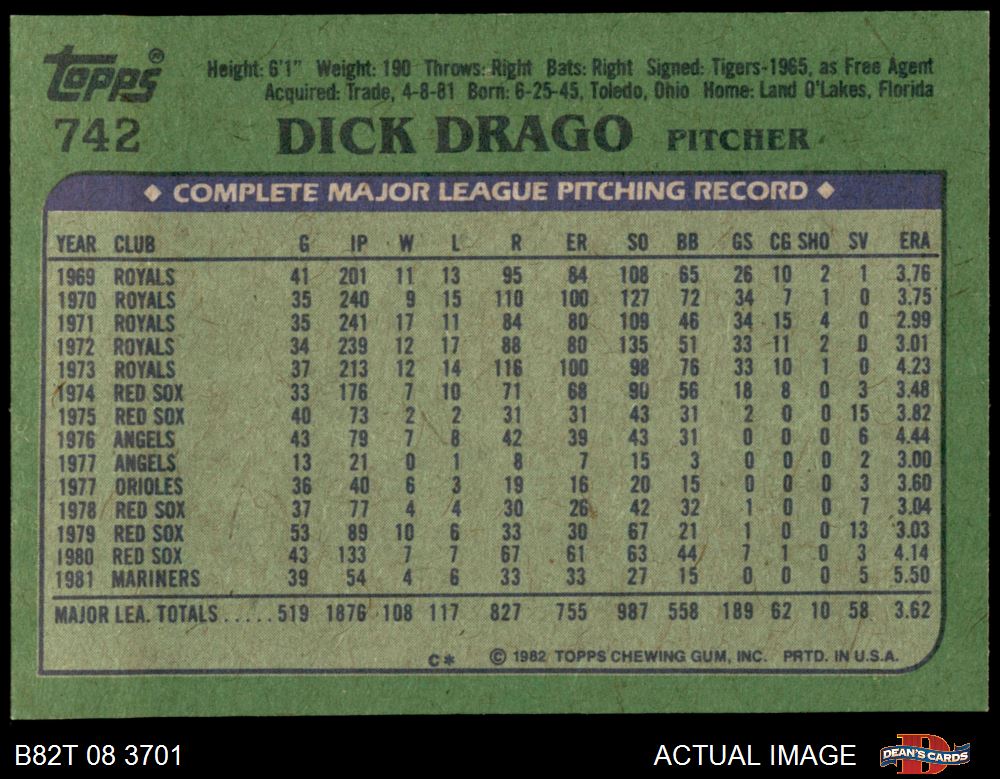 Topps®
Height: 6'1" Weight: 190 Throws: Right Bats: Right Signed: Tigers-1965, as Free Agent
Acquired: Trade, 4-8-81 Born: 6-25-45, Toledo, Ohio Home: Land O'Lakes, Florida
742 DICK DRAGO PITCHER
◆ COMPLETE MAJOR LEAGUE PITCHING RECORD ◆
YEAR CLUB G IP W L R ER SO BB GS CG SHO SV ERA
1969 ROYALS 41 201 11 13 95 84 108 65 26 10 2 1 3.76
1970 ROYALS 35 240 9 15 110 100 127 72 34 7 1 0 3.75
1971 ROYALS 35 241 17 11 84 80 109 46 34 15 4 0 2.99
1972 ROYALS 34 239 12 17 88 80 135 51 33 11 2 0 3.01
1973 ROYALS 37 213 12 14 116 100 98 76 33 10 1 0 4.23
1974 RED SOX 33 176 7 10 71 68 90 56 18 8 0 3 3.48
1975 RED SOX 40 73 2 2 31 31 43 31 2 0 0 15 3.82
1976 ANGELS 43 79 7 8 42 39 43 31 0 0 0 6 4.44
1977 ANGELS 13 21 0 1 8 7 15 3 0 0 0 2 3.00
1977 ORIOLES 36 40 6 3 19 16 20 15 0 0 0 3 3.60
1978 RED SOX 37 77 4 4 30 26 42 32 1 0 0 7 3.04
1979 RED SOX 53 89 10 6 33 30 67 21 1 0 0 13 3.03
1980 RED SOX 43 133 7 7 67 61 63 44 7 1 0 3 4.14
1981 MARINERS 39 54 4 6 33 33 27 15 0 0 0 5 5.50
MAJOR LEA. TOTALS.....519 1876 108 117 827 755 987 558 189 62 10 58 3.62
C* © 1982 TOPPS CHEWING GUM, INC. PRTD. IN U.S.A.
B82T 08 3701 ACTUAL IMAGE DEAN'S CARDS